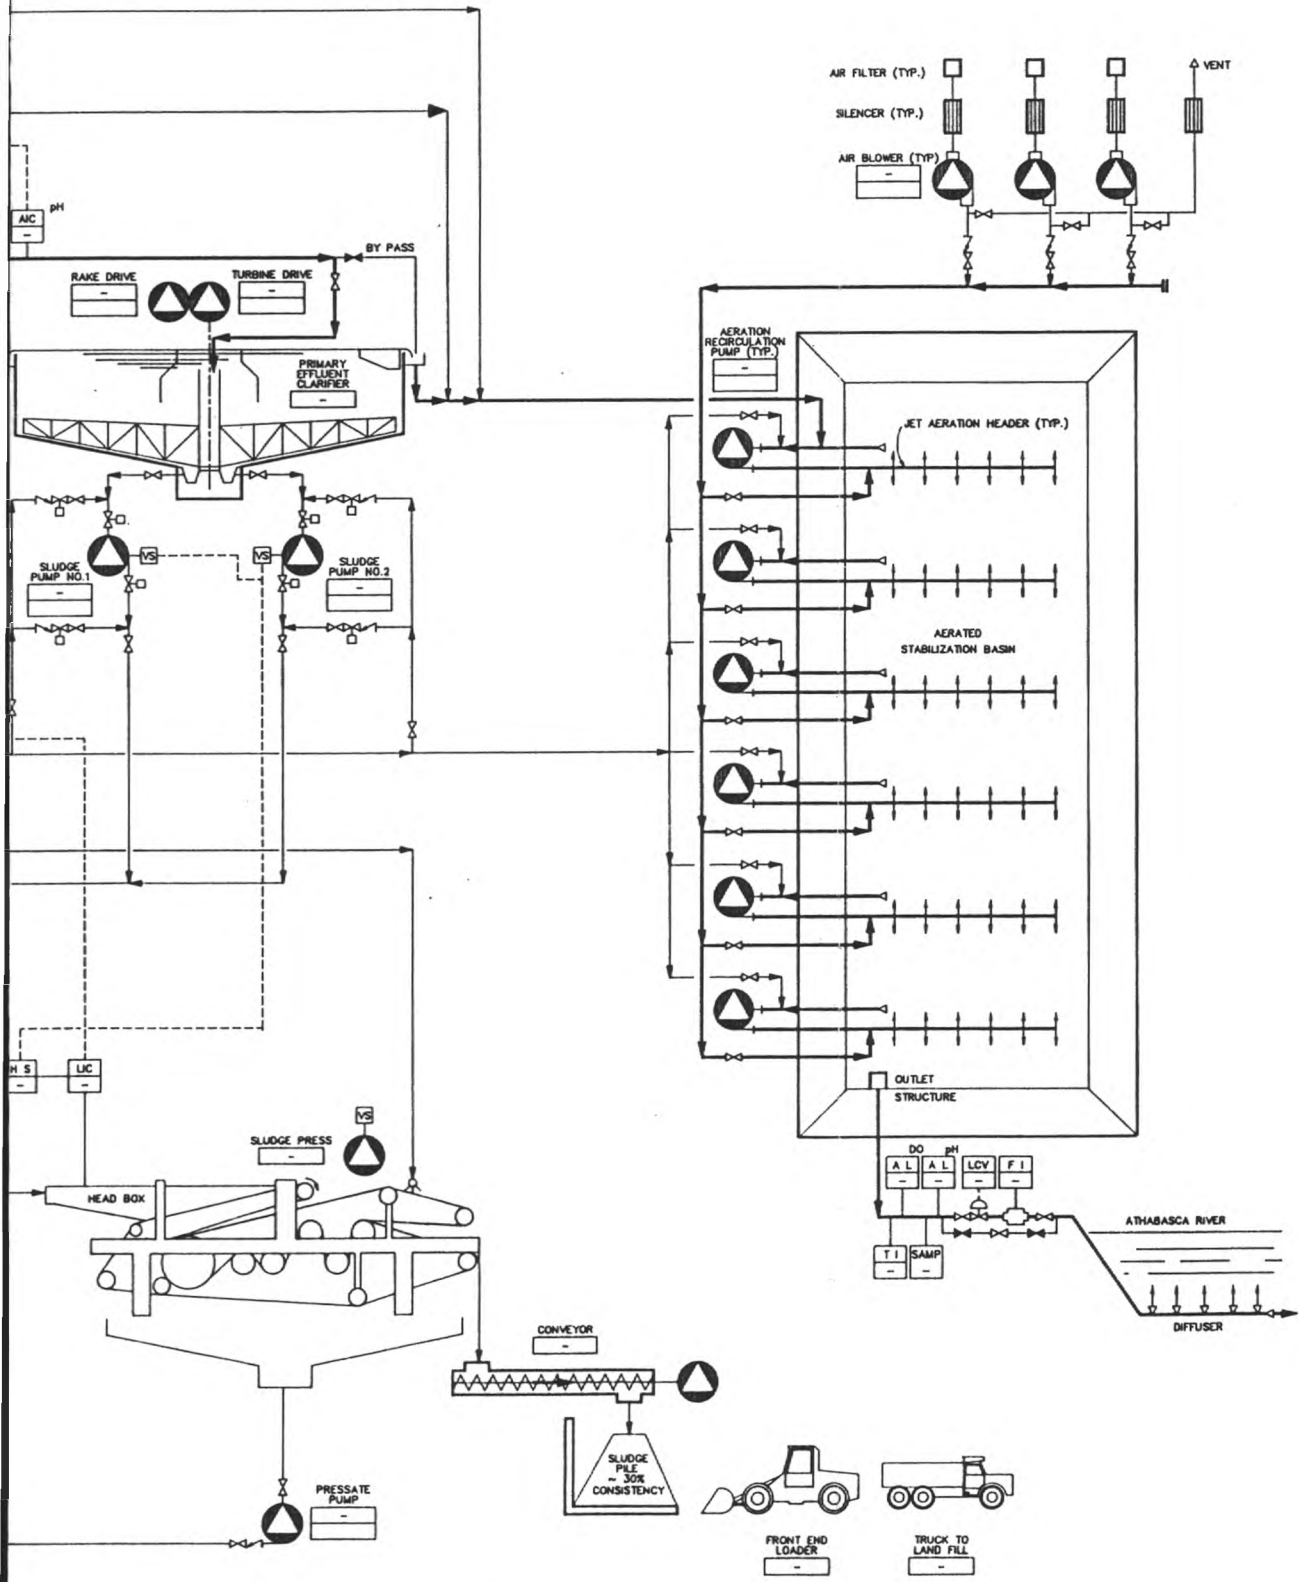 AIR FILTER (TYP.)
VENT
SILENCER (TYP.)
AIR BLOWER (TYP)
-
pH
AIC
-
BY PASS
RAKE DRIVE
-
TURBINE DRIVE
-
AERATION
RECIRCULATION
PUMP (TYP.)
-
PRIMARY
EFFLUENT
CLARIFIER
-
JET AERATION HEADER (TYP.)
VS
VS
SLUDGE
PUMP NO.1
-
SLUDGE
PUMP NO.2
-
AERATED
STABILIZATION BASIN
H S
-
LIC
-
OUTLET
STRUCTURE
VS
SLUDGE PRESS
-
DO
pH
A L
-
A L
-
LCV
-
F I
-
HEAD BOX
ATHABASCA RIVER
T I
-
SAMP
-
DIFFUSER
CONVEYOR
-
SLUDGE
PILE
~ 30%
CONSISTENCY
PRESSATE
PUMP
-
FRONT END
LOADER
-
TRUCK TO
LAND FILL
-